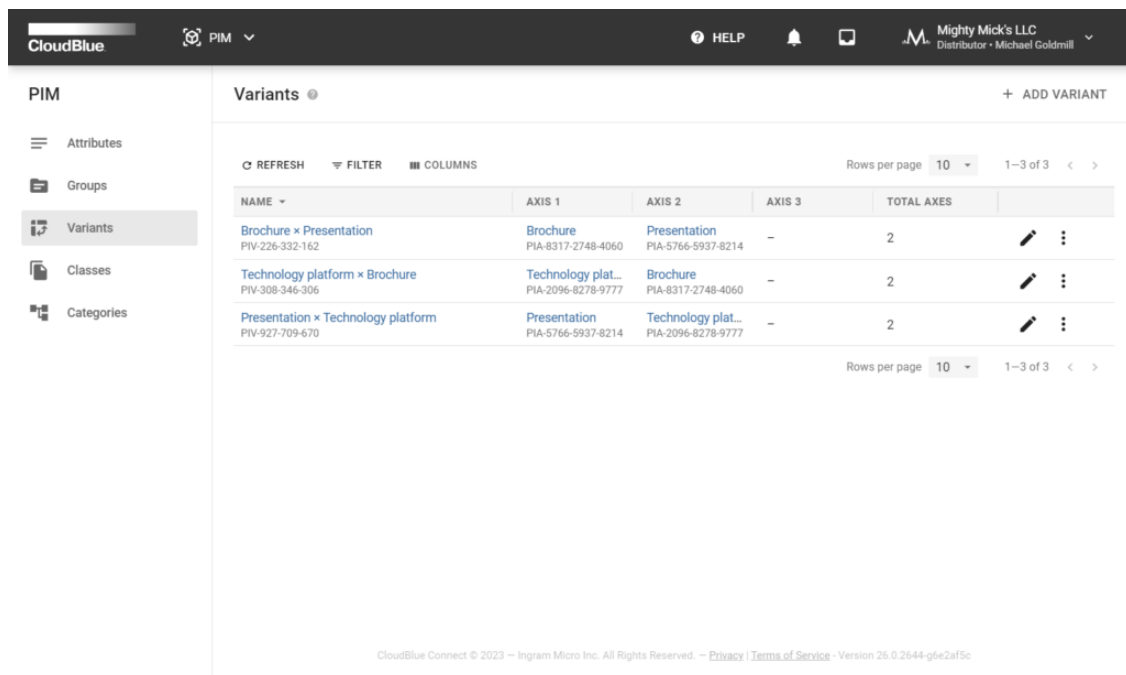 CloudBlue.
PIM
HELP
Mighty Mick's LLC
Distributor • Michael Goldmill
PIM
Variants
+ ADD VARIANT
Attributes
Groups
Variants
Classes
Categories
REFRESH FILTER COLUMNS Rows per page 10 1–3 of 3 < >
NAME AXIS 1 AXIS 2 AXIS 3 TOTAL AXES
Brochure × Presentation Brochure Presentation – 2
PIV-226-332-162 PIA-8317-2748-4060 PIA-5766-5937-8214
Technology platform × Brochure Technology plat... Brochure – 2
PIV-308-346-306 PIA-2096-8278-9777 PIA-8317-2748-4060
Presentation × Technology platform Presentation Technology plat... – 2
PIV-927-709-670 PIA-5766-5937-8214 PIA-2096-8278-9777
Rows per page 10 1–3 of 3 < >
CloudBlue Connect © 2023 — Ingram Micro Inc. All Rights Reserved. — Privacy | Terms of Service - Version 26.0.2644-g6e2af5c